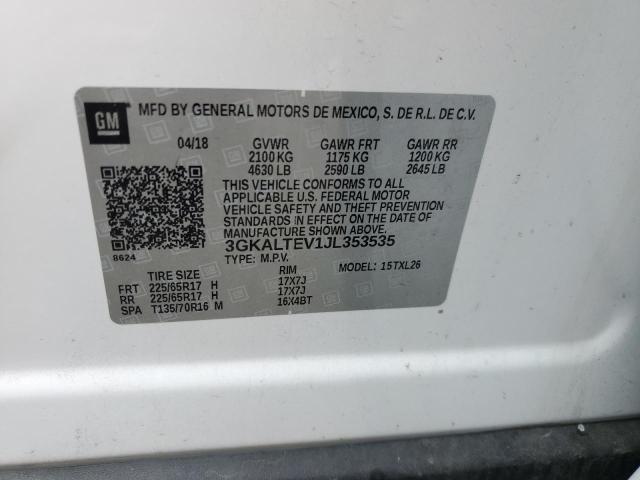 GM MFD BY GENERAL MOTORS DE MEXICO, S. DE R.L. DE C.V.
04/18 GVWR GAWR FRT GAWR RR
2100 KG 1175 KG 1200 KG
4630 LB 2590 LB 2645 LB
THIS VEHICLE CONFORMS TO ALL
APPLICABLE U.S. FEDERAL MOTOR
VEHICLE SAFETY AND THEFT PREVENTION
STANDARDS IN EFFECT ON THE DATE OF
MANUFACTURE SHOWN ABOVE.
3GKALTEV1JL353535
8624 TYPE: M.P.V. MODEL: 15TXL26
TIRE SIZE RIM
FRT 225/65R17 H 17X7J
RR 225/65R17 H 17X7J
SPA T135/70R16 M 16X4BT